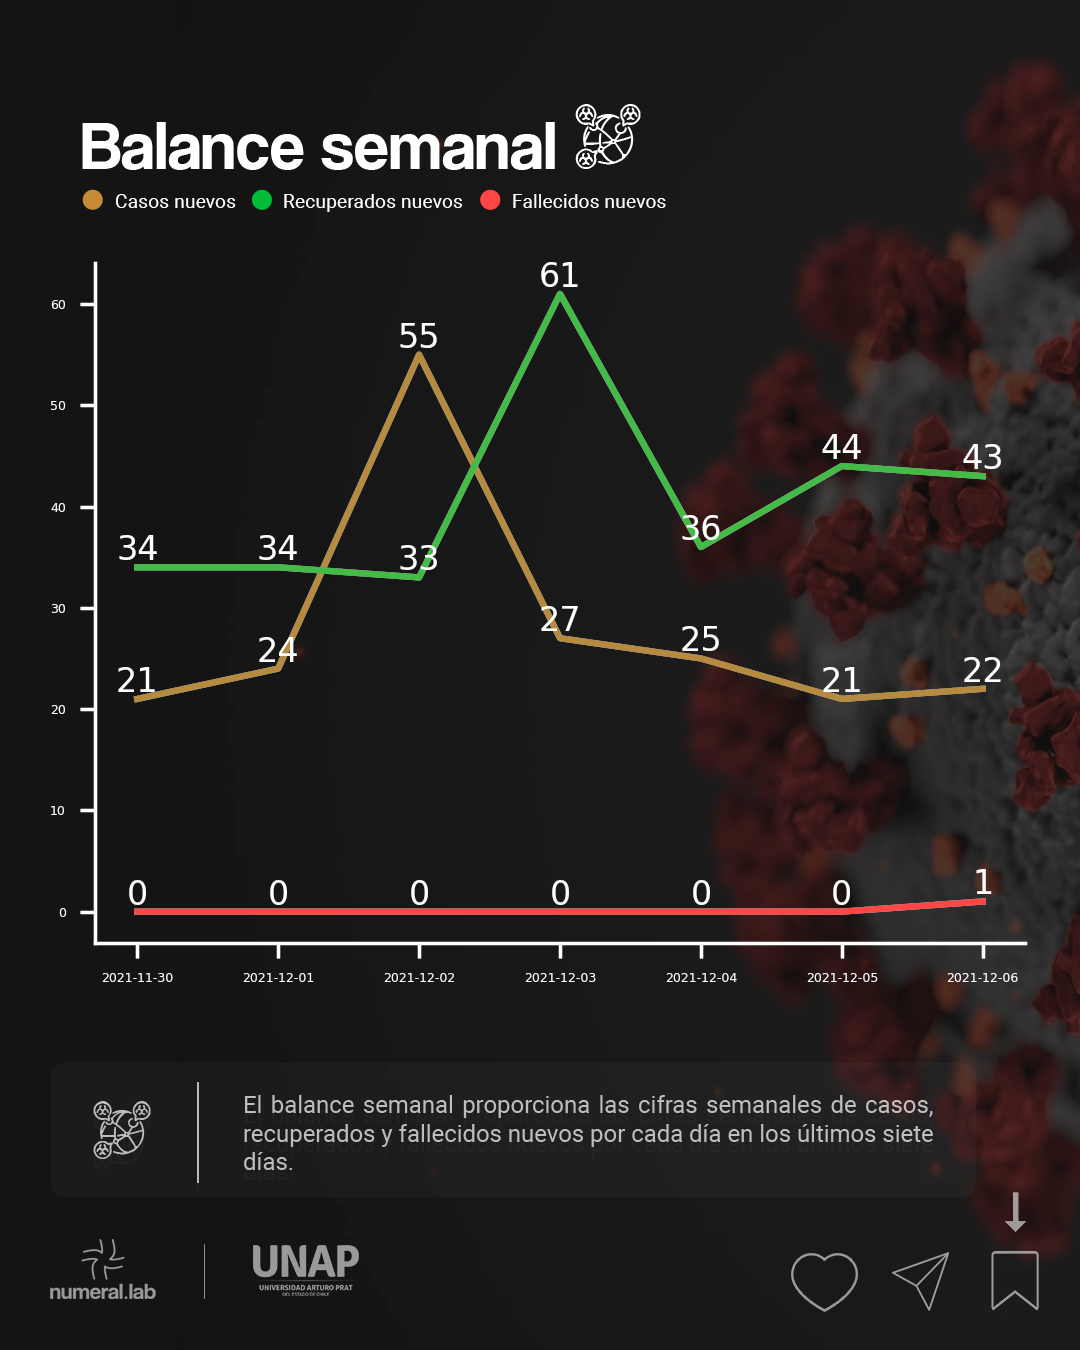 Balance semanal
Casos nuevos Recuperados nuevos Fallecidos nuevos
61
60
55
50
44
43
40
36
34 34 33
30
27
25
24
22
21 21
20
10
0 0 0 0 0 0 1
0
2021-11-30 2021-12-01 2021-12-02 2021-12-03 2021-12-04 2021-12-05 2021-12-06
El balance semanal proporciona las cifras semanales de casos,
recuperados y fallecidos nuevos por cada día en los últimos siete
días.
numeral.lab
UNAP
UNIVERSIDAD ARTURO PRAT
DEL ESTADO DE CHILE